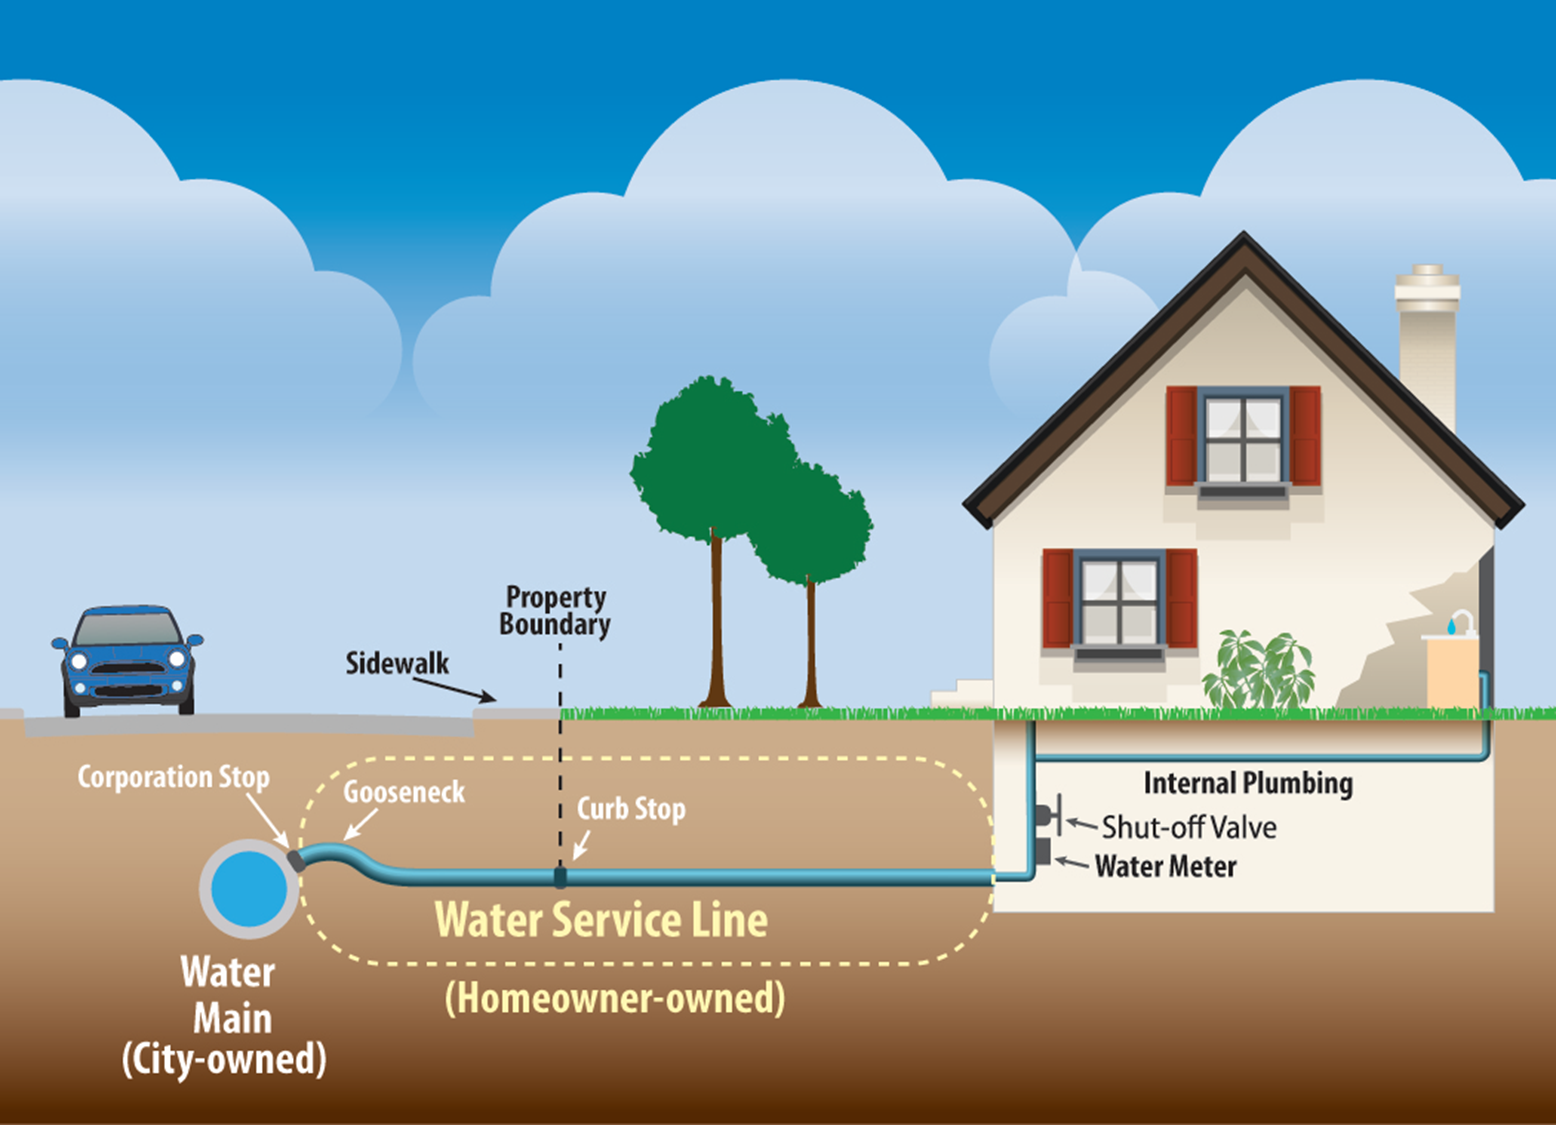 Property
Boundary
Sidewalk
Corporation Stop
Gooseneck
Curb Stop
Internal Plumbing
Shut-off Valve
Water Meter
Water Service Line
(Homeowner-owned)
Water
Main
(City-owned)